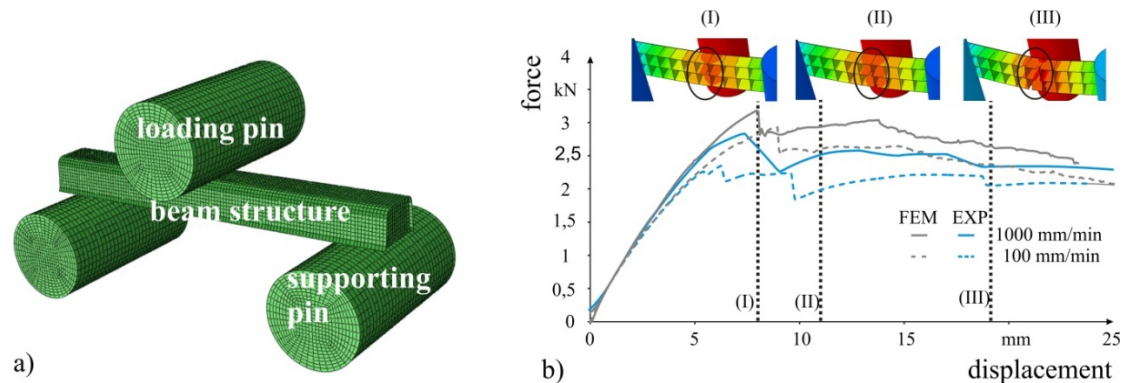 loading pin
beam structure
supporting
pin
a)
(I) (II) (III)
force
4
kN
3
2,5
2
1,5
1
0,5
0
FEM EXP
1000 mm/min
100 mm/min
(I) (II) (III)
0 5 10 15 mm 25
displacement
b)